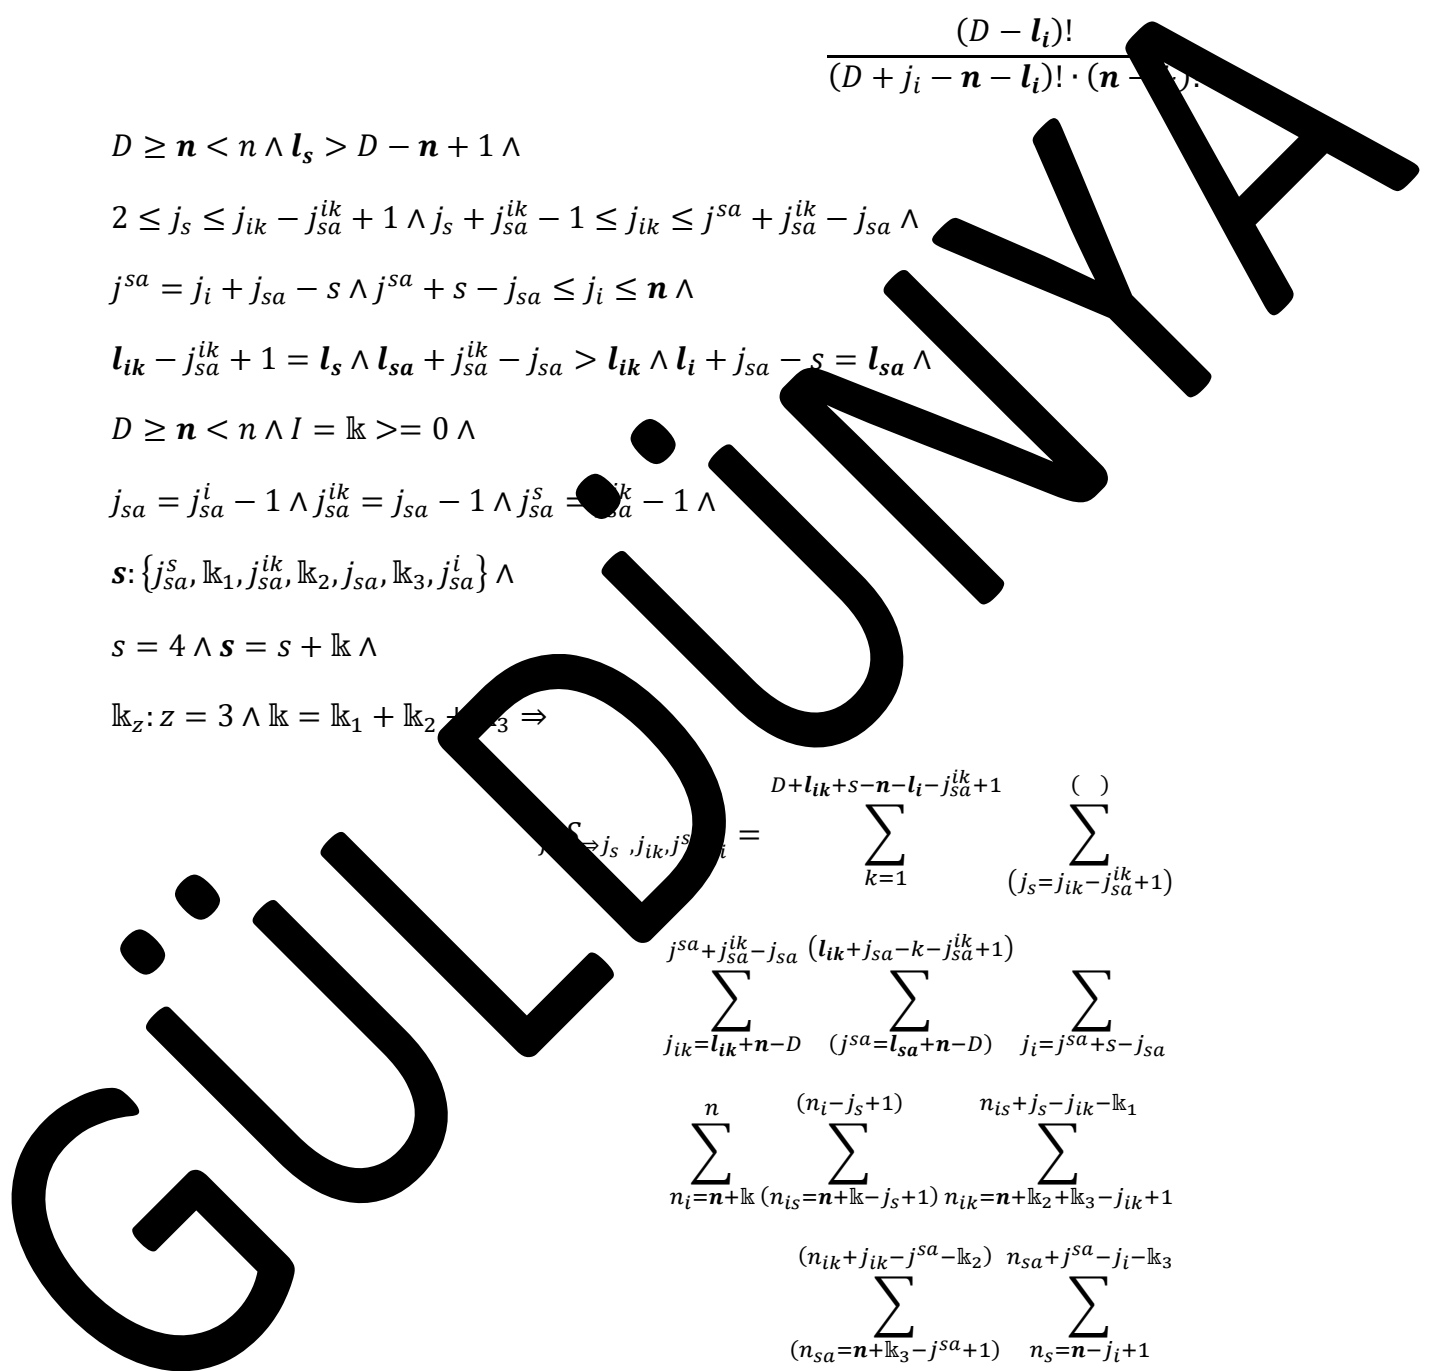 (D − l_i)!
(D + j_i − n − l_i)! · (n −
D ≥ n < n ∧ l_s > D − n + 1 ∧
2 ≤ j_s ≤ j_ik − j_sa^ik + 1 ∧ j_s + j_sa^ik − 1 ≤ j_ik ≤ j^sa + j_sa^ik − j_sa ∧
j^sa = j_i + j_sa − s ∧ j^sa + s − j_sa ≤ j_i ≤ n ∧
l_ik − j_sa^ik + 1 = l_s ∧ l_sa + j_sa^ik − j_sa > l_ik ∧ l_i + j_sa − s = l_sa ∧
D ≥ n < n ∧ I = 𝕜 >= 0 ∧
j_sa = j_sa^i − 1 ∧ j_sa^ik = j_sa − 1 ∧ j_sa^s = − 1 ∧
s: {j_sa^s, 𝕜_1, j_sa^ik, 𝕜_2, j_sa, 𝕜_3, j_sa^i} ∧
s = 4 ∧ s = s + 𝕜 ∧
𝕜_z: z = 3 ∧ 𝕜 = 𝕜_1 + 𝕜_2 + 𝕜_3 ⇒
D+l_ik+s−n−l_i−j_sa^ik+1 ( )
⇒j_s ,j_ik, = ∑ ∑
k=1 (j_s=j_ik−j_sa^ik+1)
j^sa+j_sa^ik−j_sa (l_ik+j_sa−k−j_sa^ik+1)
∑ ∑ ∑
j_ik=l_ik+n−D (j^sa=l_sa+n−D) j_i=j^sa+s−j_sa
n (n_i−j_s+1) n_is+j_s−j_ik−𝕜_1
∑ ∑ ∑
n_i=n+𝕜 (n_is=n+𝕜−j_s+1) n_ik=n+𝕜_2+𝕜_3−j_ik+1
(n_ik+j_ik−j^sa−𝕜_2) n_sa+j^sa−j_i−𝕜_3
∑ ∑
(n_sa=n+𝕜_3−j^sa+1) n_s=n−j_i+1
GÜLDÜNYA